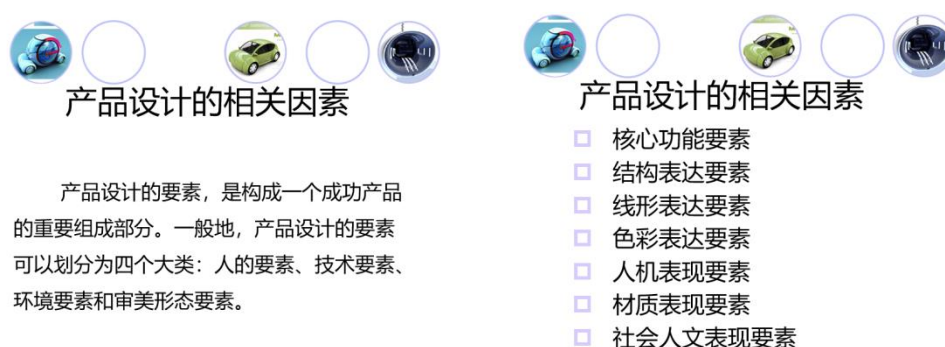 产品设计的相关因素
产品设计的要素，是构成一个成功产品
的重要组成部分。一般地，产品设计的要素
可以划分为四个大类：人的要素、技术要素、
环境要素和审美形态要素。
产品设计的相关因素
核心功能要素
结构表达要素
线形表达要素
色彩表达要素
人机表现要素
材质表现要素
社会人文表现要素